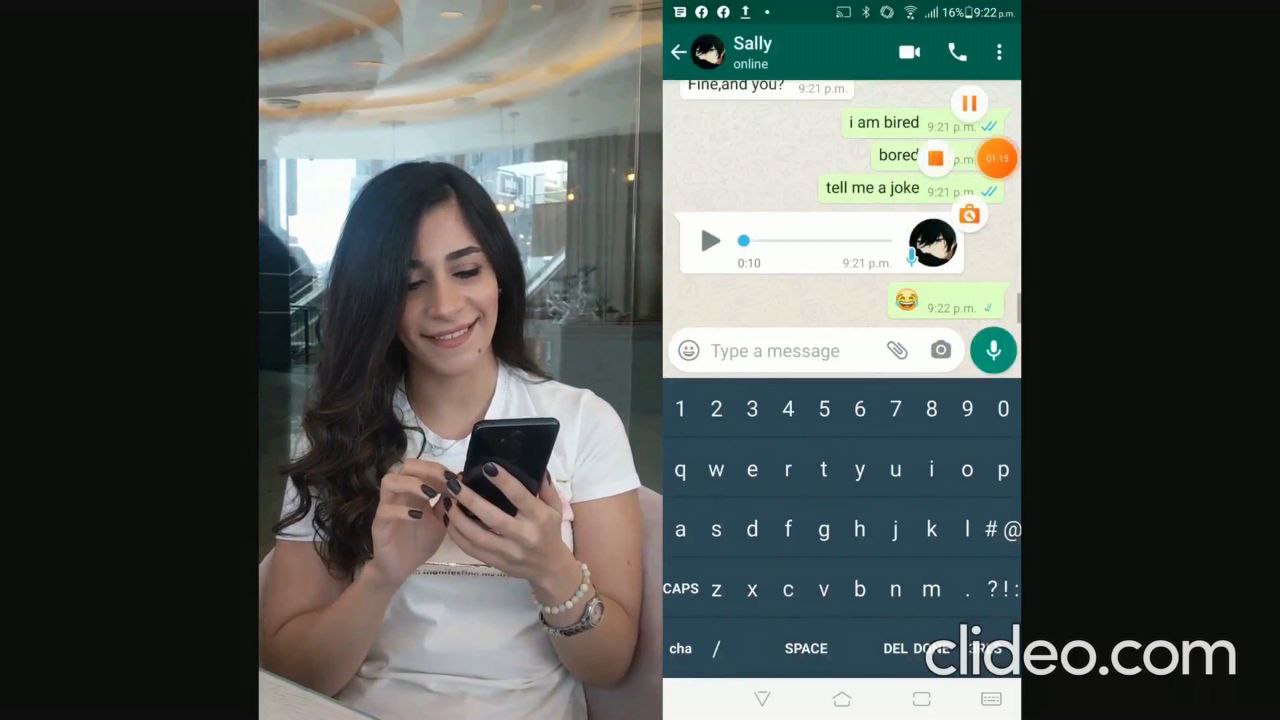 16% 9:22 p.m.
Sally
online
Fine,and you? 9:21 p.m.
i am bired 9:21 p.m.
bored p.m
01:15
tell me a joke 9:21 p.m.
0:10 9:21 p.m.
😂 9:22 p.m.
Type a message
1 2 3 4 5 6 7 8 9 0
q w e r t y u i o p
a s d f g h j k l #@
CAPS z x c v b n m . ?!:
cha / SPACE DEL DONE
clideo.com